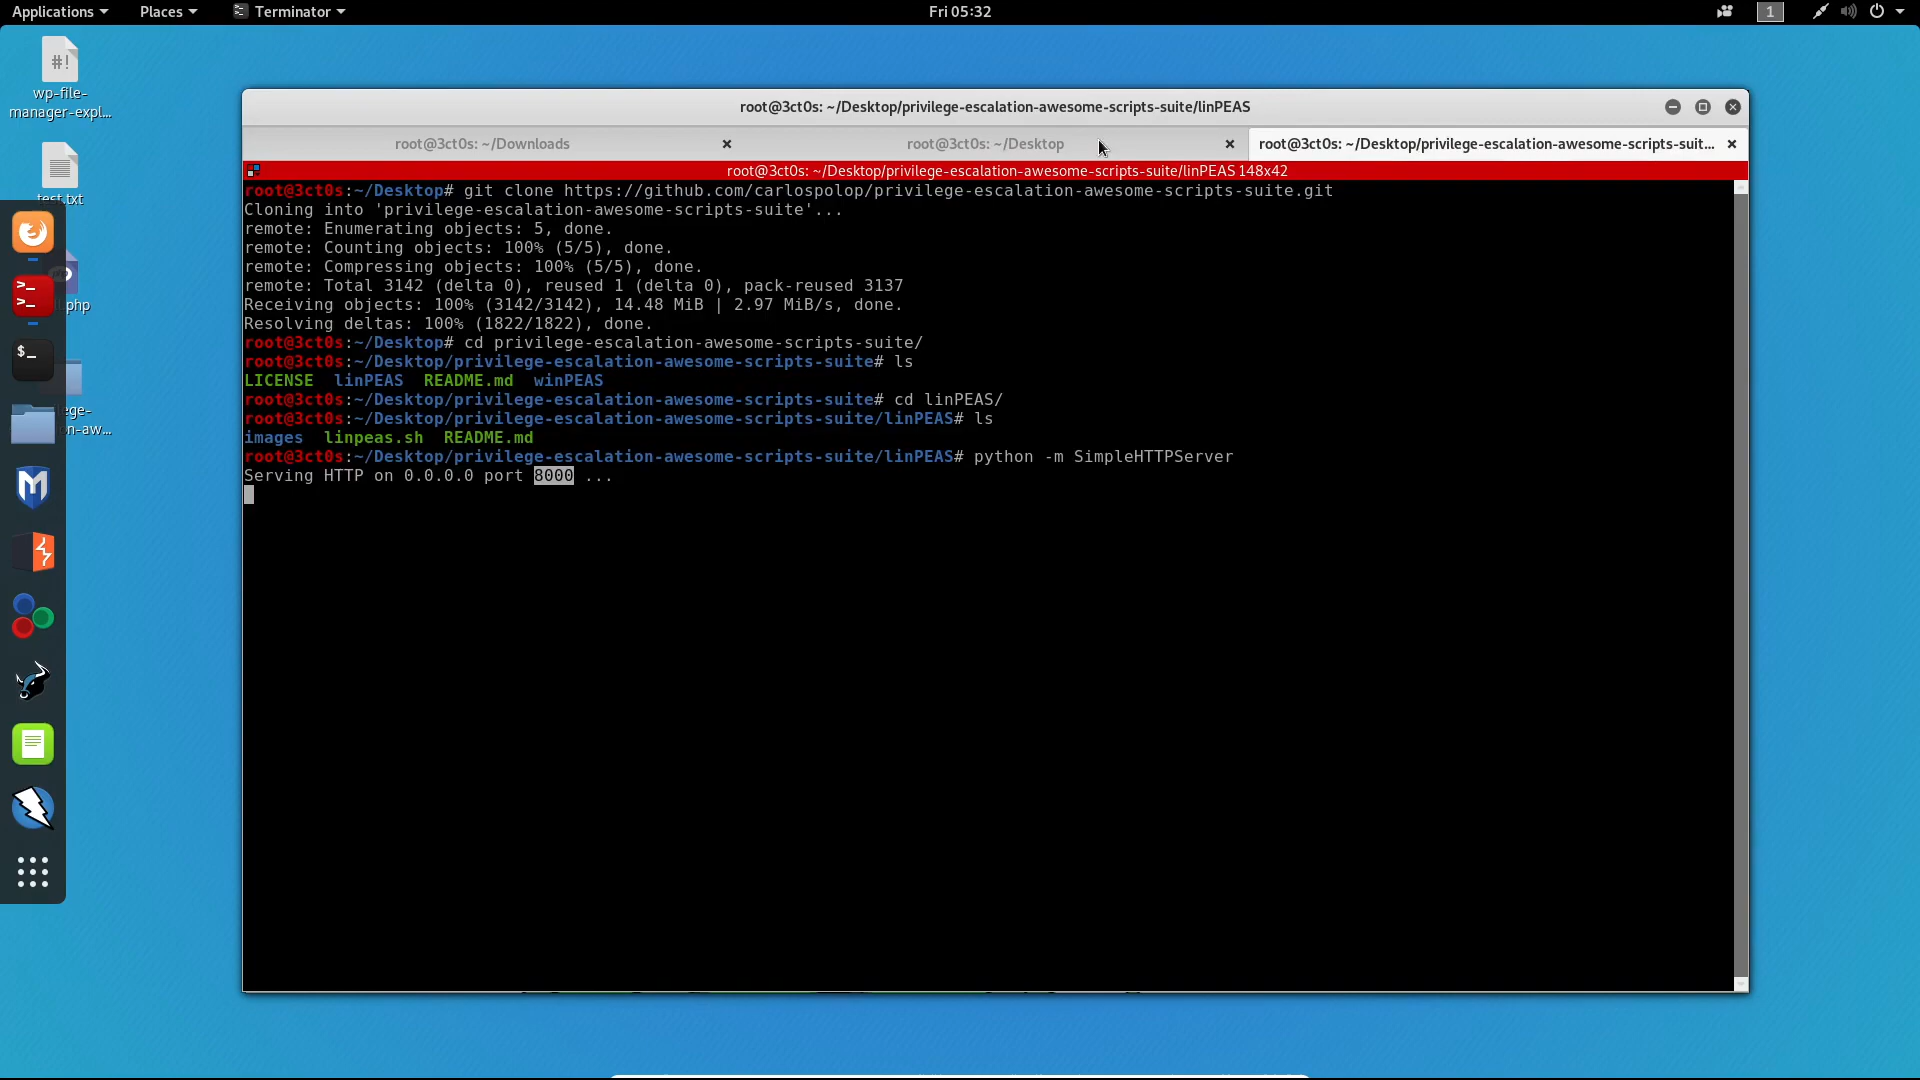 Applications Places Terminator Fri 05:32 1
#!
wp-file-
manager-expl...
test.txt
php
ege-
on-aw...
root@3ct0s: ~/Desktop/privilege-escalation-awesome-scripts-suite/linPEAS
root@3ct0s: ~/Downloads root@3ct0s: ~/Desktop root@3ct0s: ~/Desktop/privilege-escalation-awesome-scripts-suit...
root@3ct0s: ~/Desktop/privilege-escalation-awesome-scripts-suite/linPEAS 148x42
root@3ct0s:~/Desktop# git clone https://github.com/carlospolop/privilege-escalation-awesome-scripts-suite.git
Cloning into 'privilege-escalation-awesome-scripts-suite'...
remote: Enumerating objects: 5, done.
remote: Counting objects: 100% (5/5), done.
remote: Compressing objects: 100% (5/5), done.
remote: Total 3142 (delta 0), reused 1 (delta 0), pack-reused 3137
Receiving objects: 100% (3142/3142), 14.48 MiB | 2.97 MiB/s, done.
Resolving deltas: 100% (1822/1822), done.
root@3ct0s:~/Desktop# cd privilege-escalation-awesome-scripts-suite/
root@3ct0s:~/Desktop/privilege-escalation-awesome-scripts-suite# ls
LICENSE linPEAS README.md winPEAS
root@3ct0s:~/Desktop/privilege-escalation-awesome-scripts-suite# cd linPEAS/
root@3ct0s:~/Desktop/privilege-escalation-awesome-scripts-suite/linPEAS# ls
images linpeas.sh README.md
root@3ct0s:~/Desktop/privilege-escalation-awesome-scripts-suite/linPEAS# python -m SimpleHTTPServer
Serving HTTP on 0.0.0.0 port 8000 ...